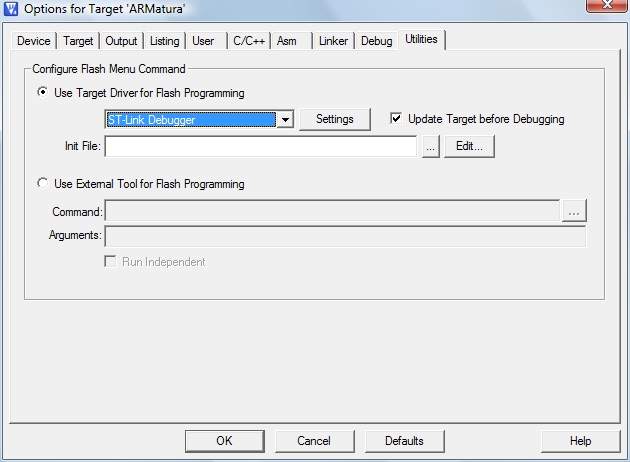 Options for Target 'ARMatura'
Device Target Output Listing User C/C++ Asm Linker Debug Utilities
Configure Flash Menu Command
Use Target Driver for Flash Programming
ST-Link Debugger Settings Update Target before Debugging
Init File: ... Edit...
Use External Tool for Flash Programming
Command: ...
Arguments:
Run Independent
OK Cancel Defaults Help